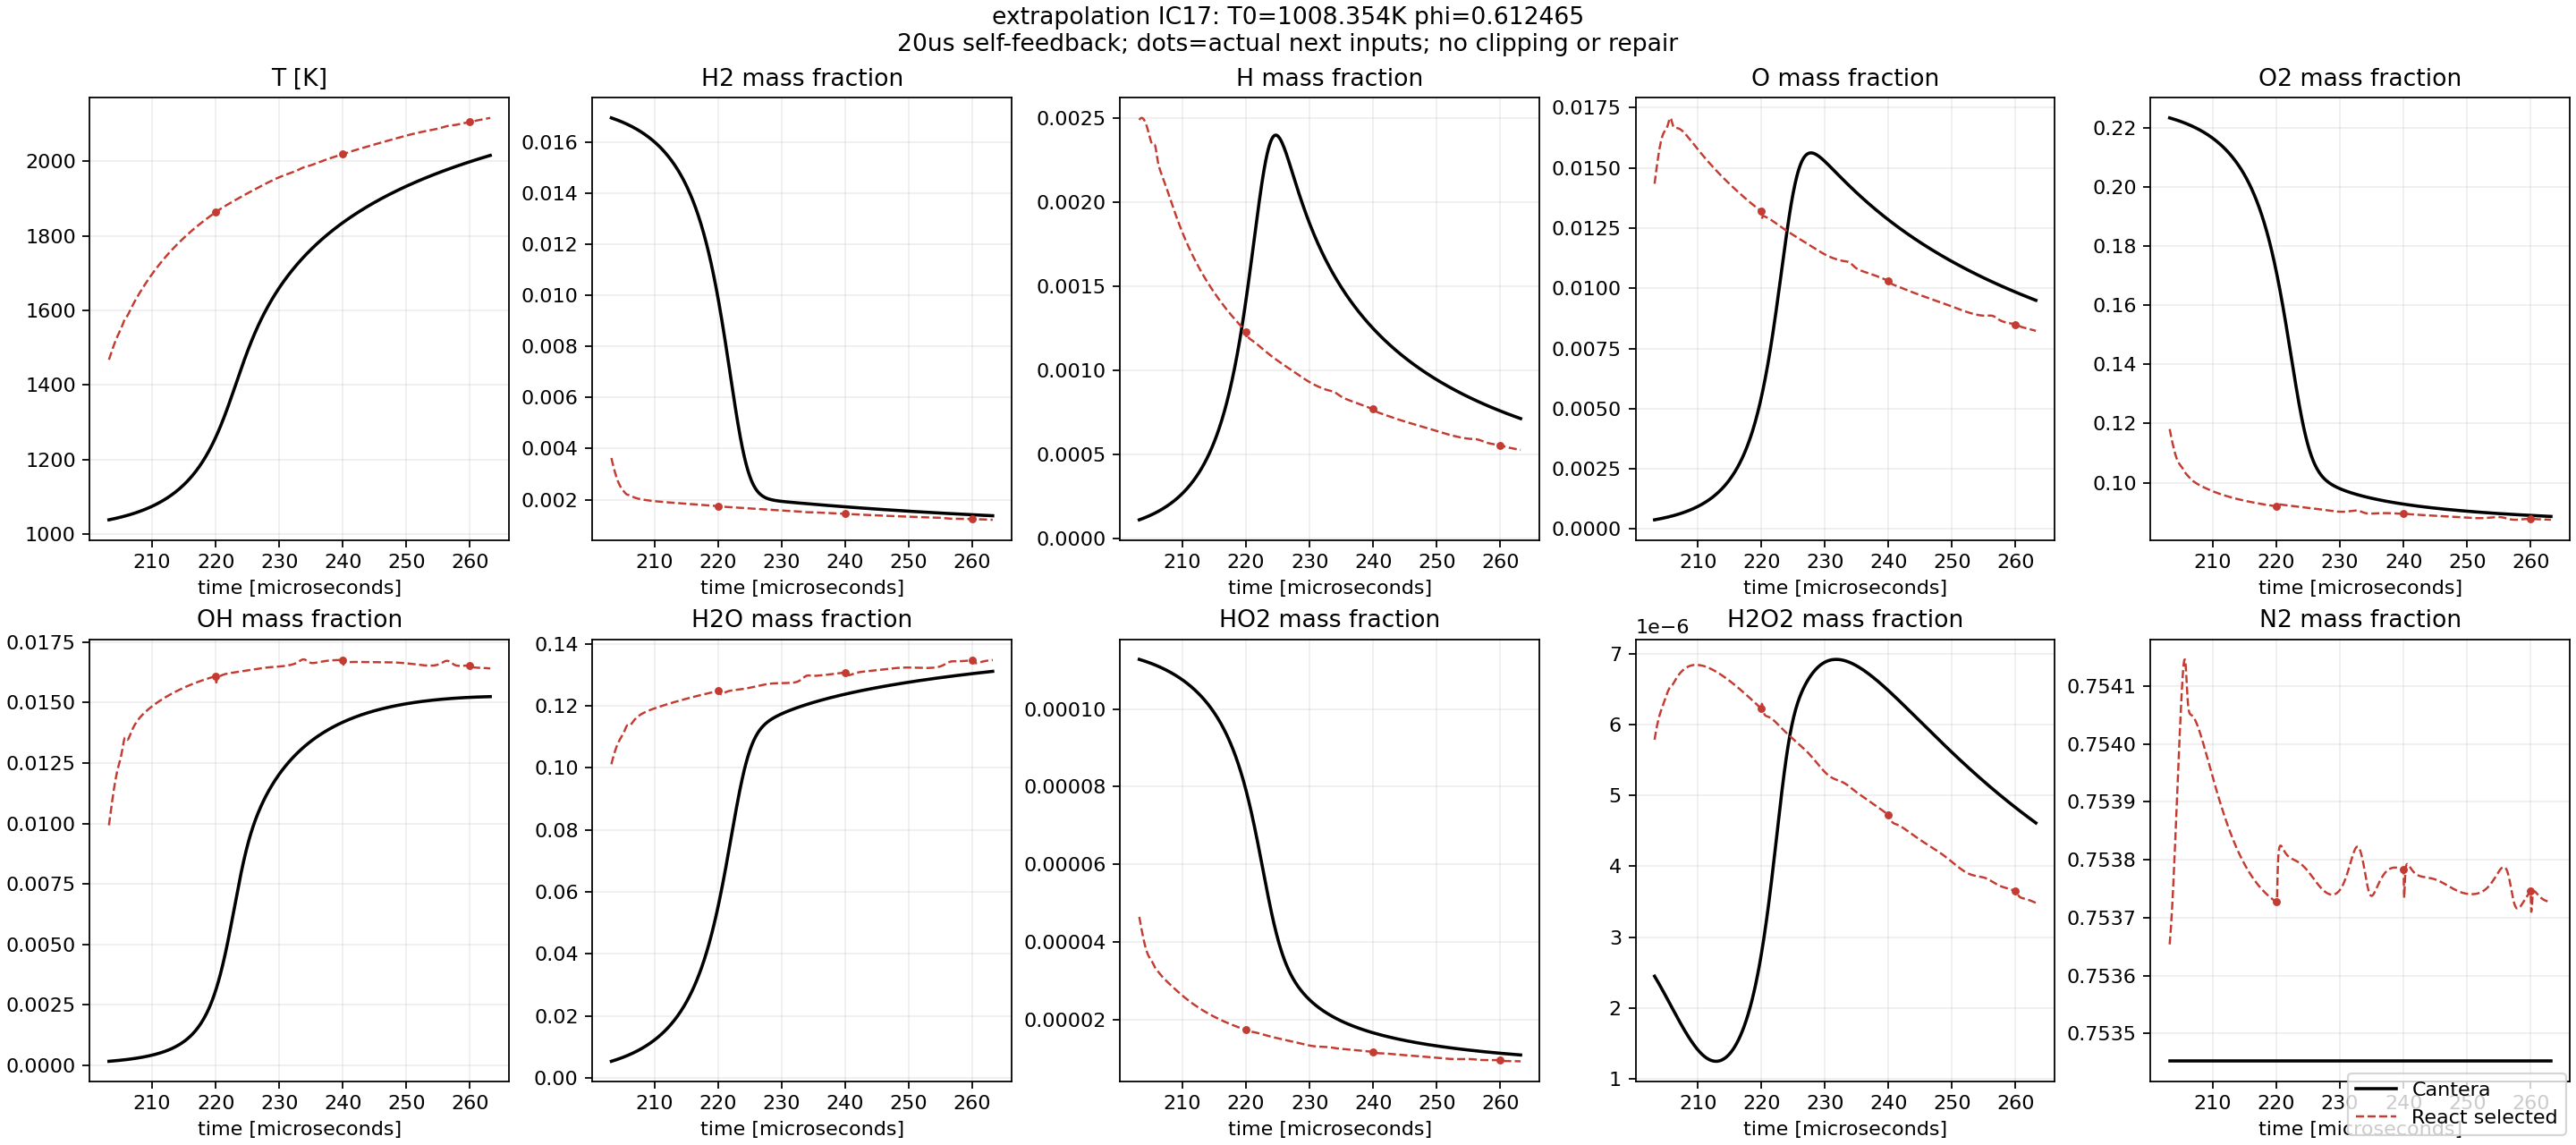 extrapolation IC17: T0=1008.354K phi=0.612465
20us self-feedback; dots=actual next inputs; no clipping or repair
T [K]
2000
1800
1600
1400
1200
1000
210 220 230 240 250 260
time [microseconds]
H2 mass fraction
0.016
0.014
0.012
0.010
0.008
0.006
0.004
0.002
210 220 230 240 250 260
time [microseconds]
H mass fraction
0.0025
0.0020
0.0015
0.0010
0.0005
0.0000
210 220 230 240 250 260
time [microseconds]
O mass fraction
0.0175
0.0150
0.0125
0.0100
0.0075
0.0050
0.0025
0.0000
210 220 230 240 250 260
time [microseconds]
O2 mass fraction
0.22
0.20
0.18
0.16
0.14
0.12
0.10
210 220 230 240 250 260
time [microseconds]
OH mass fraction
0.0175
0.0150
0.0125
0.0100
0.0075
0.0050
0.0025
0.0000
210 220 230 240 250 260
time [microseconds]
H2O mass fraction
0.14
0.12
0.10
0.08
0.06
0.04
0.02
0.00
210 220 230 240 250 260
time [microseconds]
HO2 mass fraction
0.00010
0.00008
0.00006
0.00004
0.00002
210 220 230 240 250 260
time [microseconds]
H2O2 mass fraction
1e−6
7
6
5
4
3
2
1
210 220 230 240 250 260
time [microseconds]
N2 mass fraction
0.7541
0.7540
0.7539
0.7538
0.7537
0.7536
0.7535
210 220 230 240 250 260
time [microseconds]
Cantera
React selected